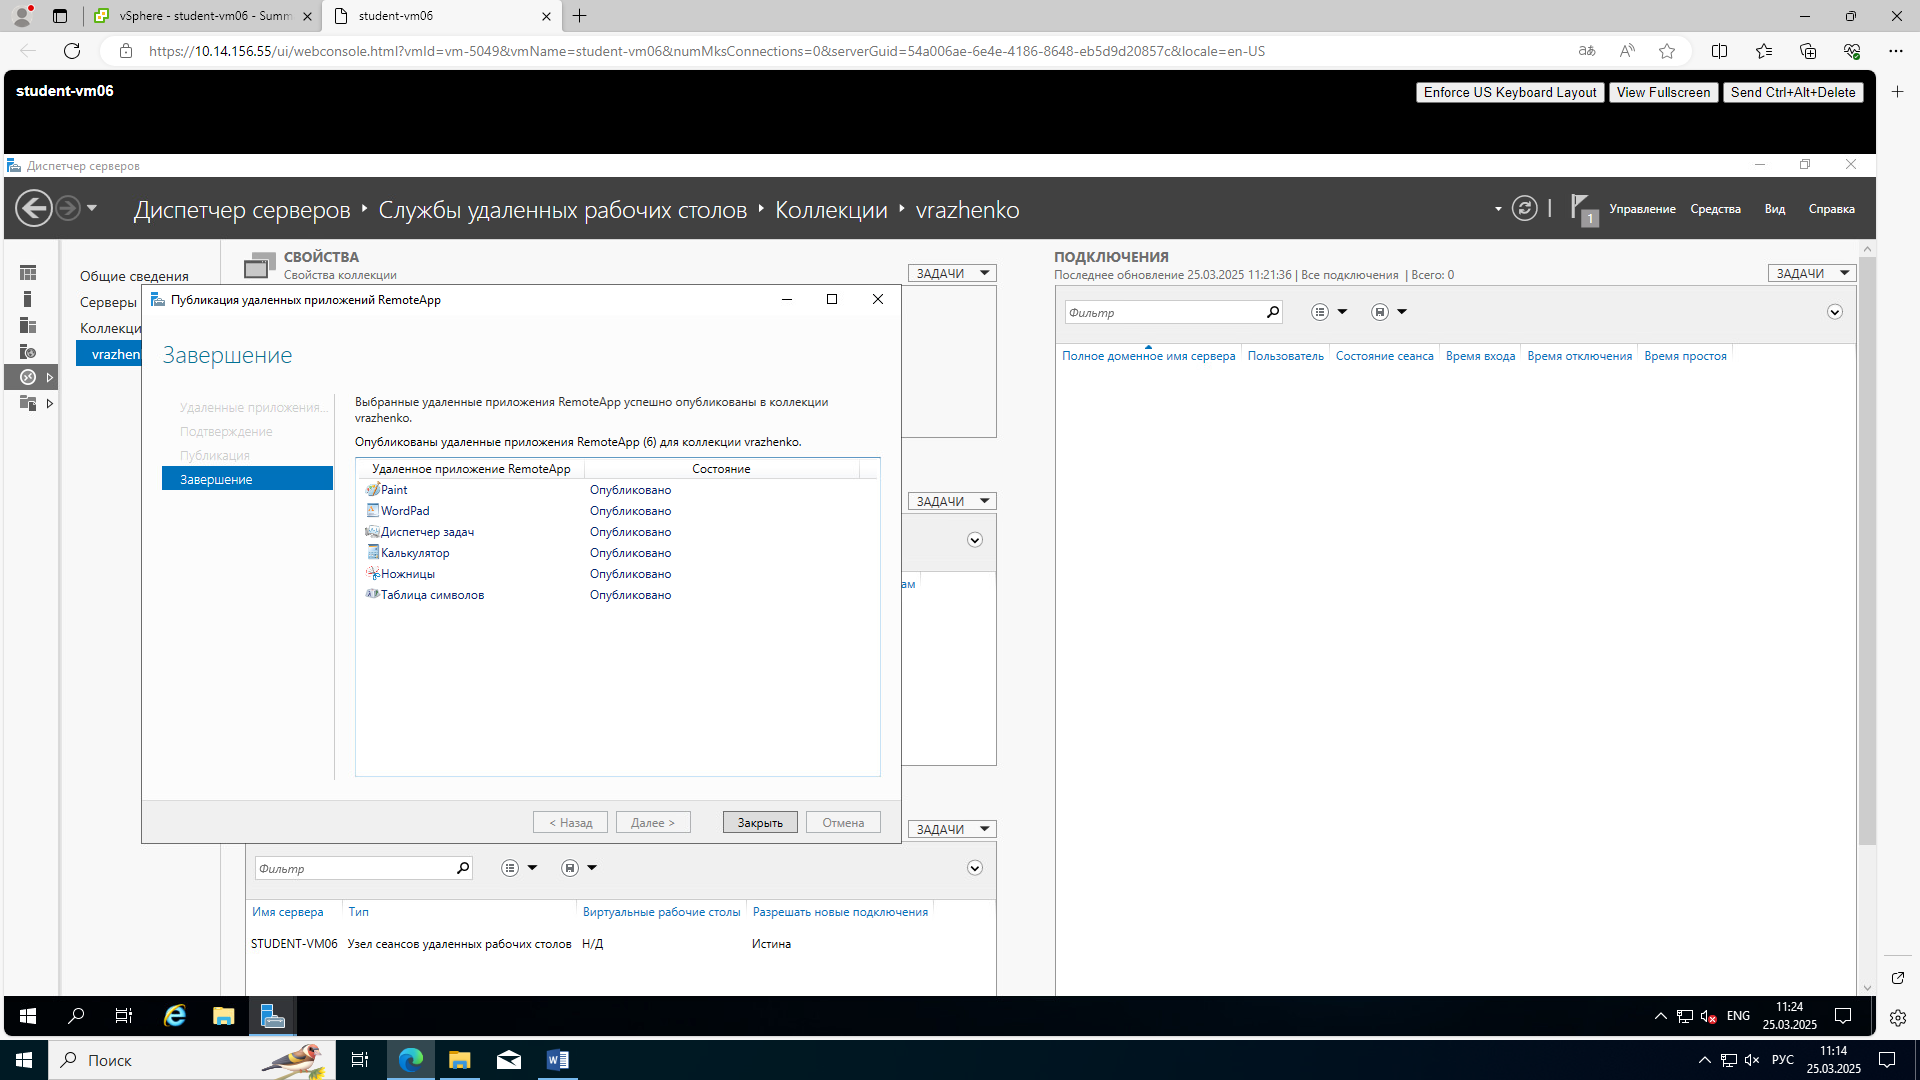 vSphere - student-vm06 - Summ
student-vm06
https://10.14.156.55/ui/webconsole.html?vmId=vm-5049&vmName=student-vm06&numMksConnections=0&serverGuid=54a006ae-6e4e-4186-8648-eb5d9d20857c&locale=en-US
student-vm06
Enforce US Keyboard Layout
View Fullscreen
Send Ctrl+Alt+Delete
Диспетчер серверов
Диспетчер серверов
Службы удаленных рабочих столов
Коллекции
vrazhenko
1
Управление
Средства
Вид
Справка
Общие сведения
Серверы
Коллекци
vrazhenl
СВОЙСТВА
Свойства коллекции
ЗАДАЧИ
ПОДКЛЮЧЕНИЯ
Последнее обновление 25.03.2025 11:21:36 | Все подключения | Всего: 0
ЗАДАЧИ
Фильтр
Полное доменное имя сервера
Пользователь
Состояние сеанса
Время входа
Время отключения
Время простоя
Публикация удаленных приложений RemoteApp
Завершение
Удаленные приложения...
Подтверждение
Публикация
Завершение
Выбранные удаленные приложения RemoteApp успешно опубликованы в коллекции
vrazhenko.
Опубликованы удаленные приложения RemoteApp (6) для коллекции vrazhenko.
Удаленное приложение RemoteApp
Состояние
Paint
Опубликовано
WordPad
Опубликовано
Диспетчер задач
Опубликовано
Калькулятор
Опубликовано
Ножницы
Опубликовано
Таблица символов
Опубликовано
< Назад
Далее >
Закрыть
Отмена
ЗАДАЧИ
ам
ЗАДАЧИ
Фильтр
Имя сервера
Тип
Виртуальные рабочие столы
Разрешать новые подключения
STUDENT-VM06
Узел сеансов удаленных рабочих столов
Н/Д
Истина
ENG
11:24
25.03.2025
Поиск
РУС
11:14
25.03.2025